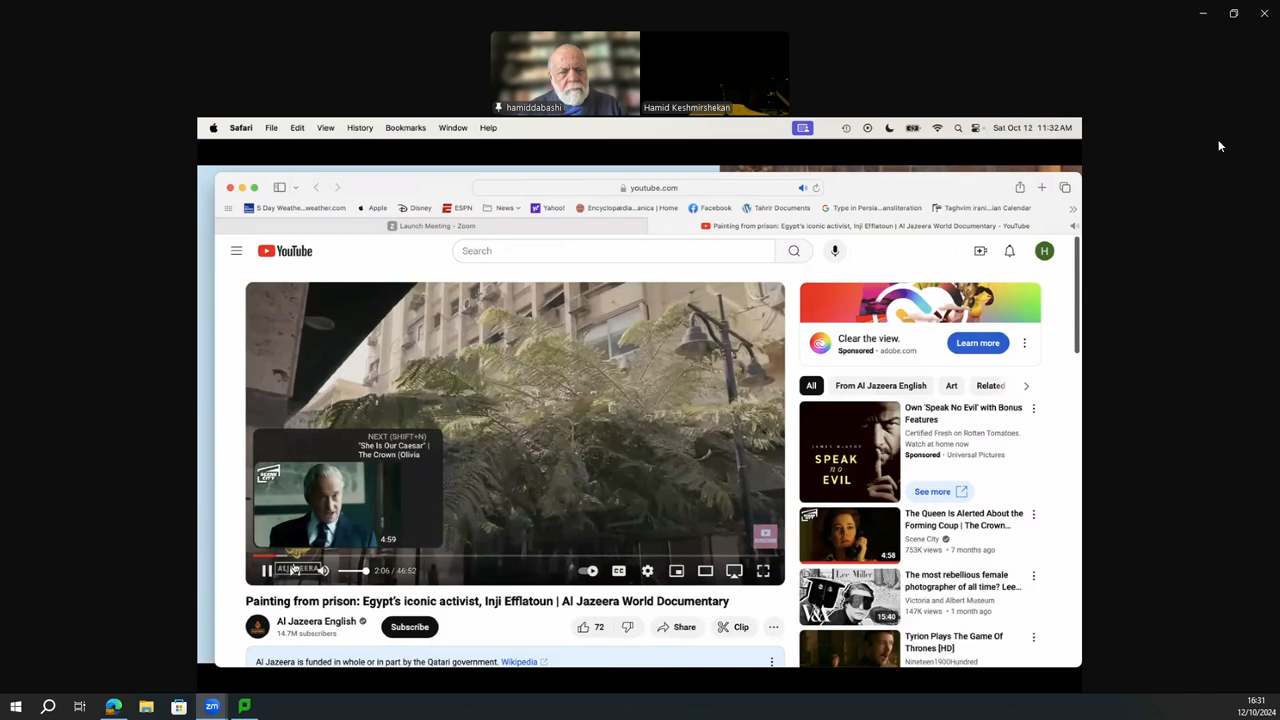 hamiddabashi
Hamid Keshmirshekan
Safari File Edit View History Bookmarks Window Help
Sat Oct 12 11:32AM
youtube.com
5 Day Weathe...weather.com Apple Disney ESPN News Yahoo! Encyclopædia...anica | Home Facebook Tahrir Documents Type in Persia...ansliteration Taghvim irani...ian Calendar
Launch Meeting - Zoom
Painting from prison: Egypt's iconic activist, Inji Efflatoun | Al Jazeera World Documentary - YouTube
YouTube
Search
H
NEXT (SHIFT+N)
"She Is Our Caesar" |
The Crown (Olivia
SCENE CITY
4:59
2:06 / 46:52
CC
Painting from prison: Egypt's iconic activist, Inji Efflatoun | Al Jazeera World Documentary
Al Jazeera English
14.7M subscribers
Subscribe
72
Share
Clip
Al Jazeera is funded in whole or in part by the Qatari government. Wikipedia
Clear the view.
Sponsored · adobe.com
Learn more
All
From Al Jazeera English
Art
Related
JAMES McAVOY
SPEAK
no
EVIL
Own 'Speak No Evil' with Bonus
Features
Certified Fresh on Rotten Tomatoes.
Watch at home now
Sponsored · Universal Pictures
See more
4:58
The Queen Is Alerted About the
Forming Coup | The Crown...
Scene City
753K views · 7 months ago
Lee Miller
V&A
15:40
The most rebellious female
photographer of all time? Lee...
Victoria and Albert Museum
147K views · 1 month ago
Tyrion Plays The Game Of
Thrones [HD]
Nineteen1900Hundred
zm
16:31
12/10/2024